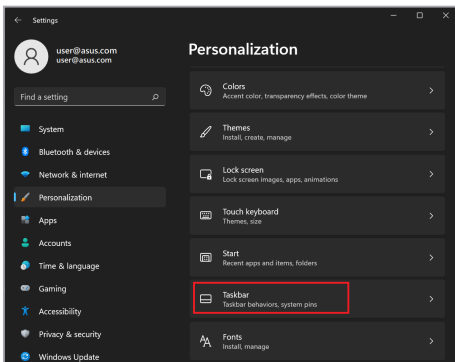 Settings
user@asus.com
user@asus.com
Find a setting
System
Bluetooth & devices
Network & internet
Personalization
Apps
Accounts
Time & language
Gaming
Accessibility
Privacy & security
Windows Update
Personalization
Colors
Accent color, transparency effects, color theme
Themes
Install, create, manage
Lock screen
Lock screen images, apps, animations
Touch keyboard
Themes, size
Start
Recent apps and items, folders
Taskbar
Taskbar behaviors, system pins
Fonts
Install, manage